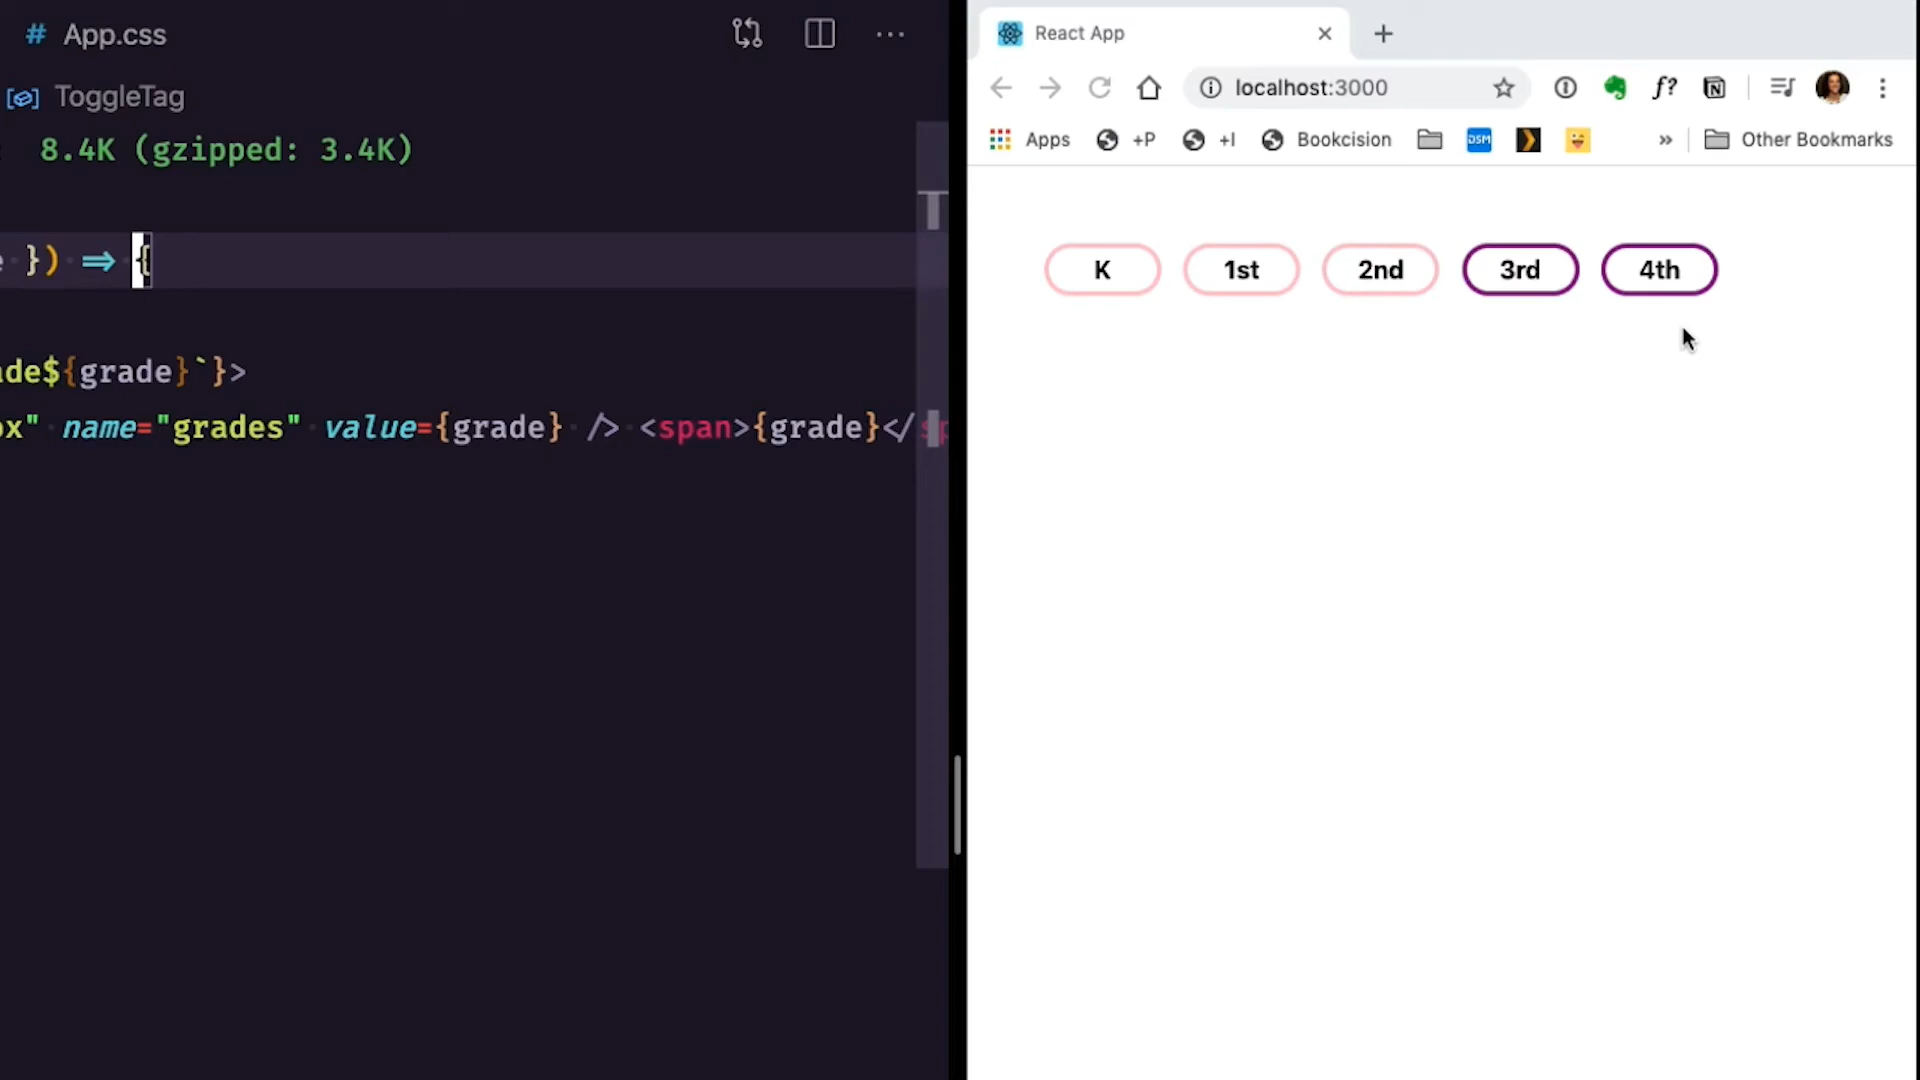 # App.css
ToggleTag
8.4K (gzipped: 3.4K)
}) => {
de${grade}`}>
x" name="grades" value={grade} /> <span>{grade}</
React App
localhost:3000
f?
Apps +P +I Bookcision DSM » Other Bookmarks
K 1st 2nd 3rd 4th